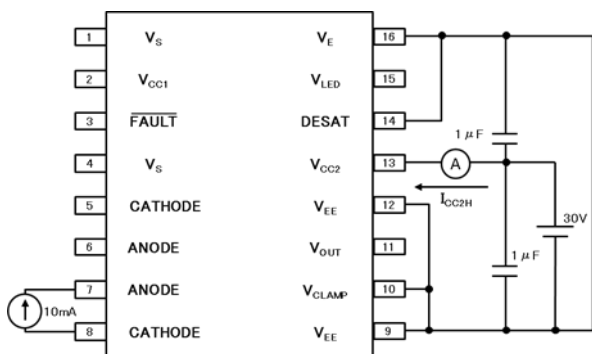 1 V_S V_E 16
2 V_CC1 V_LED 15
3 FAULT DESAT 14
1 μF
4 V_S V_CC2 13 A
I_CC2H
5 CATHODE V_EE 12
30V
6 ANODE V_OUT 11
1 μF
7 ANODE V_CLAMP 10
10mA
8 CATHODE V_EE 9